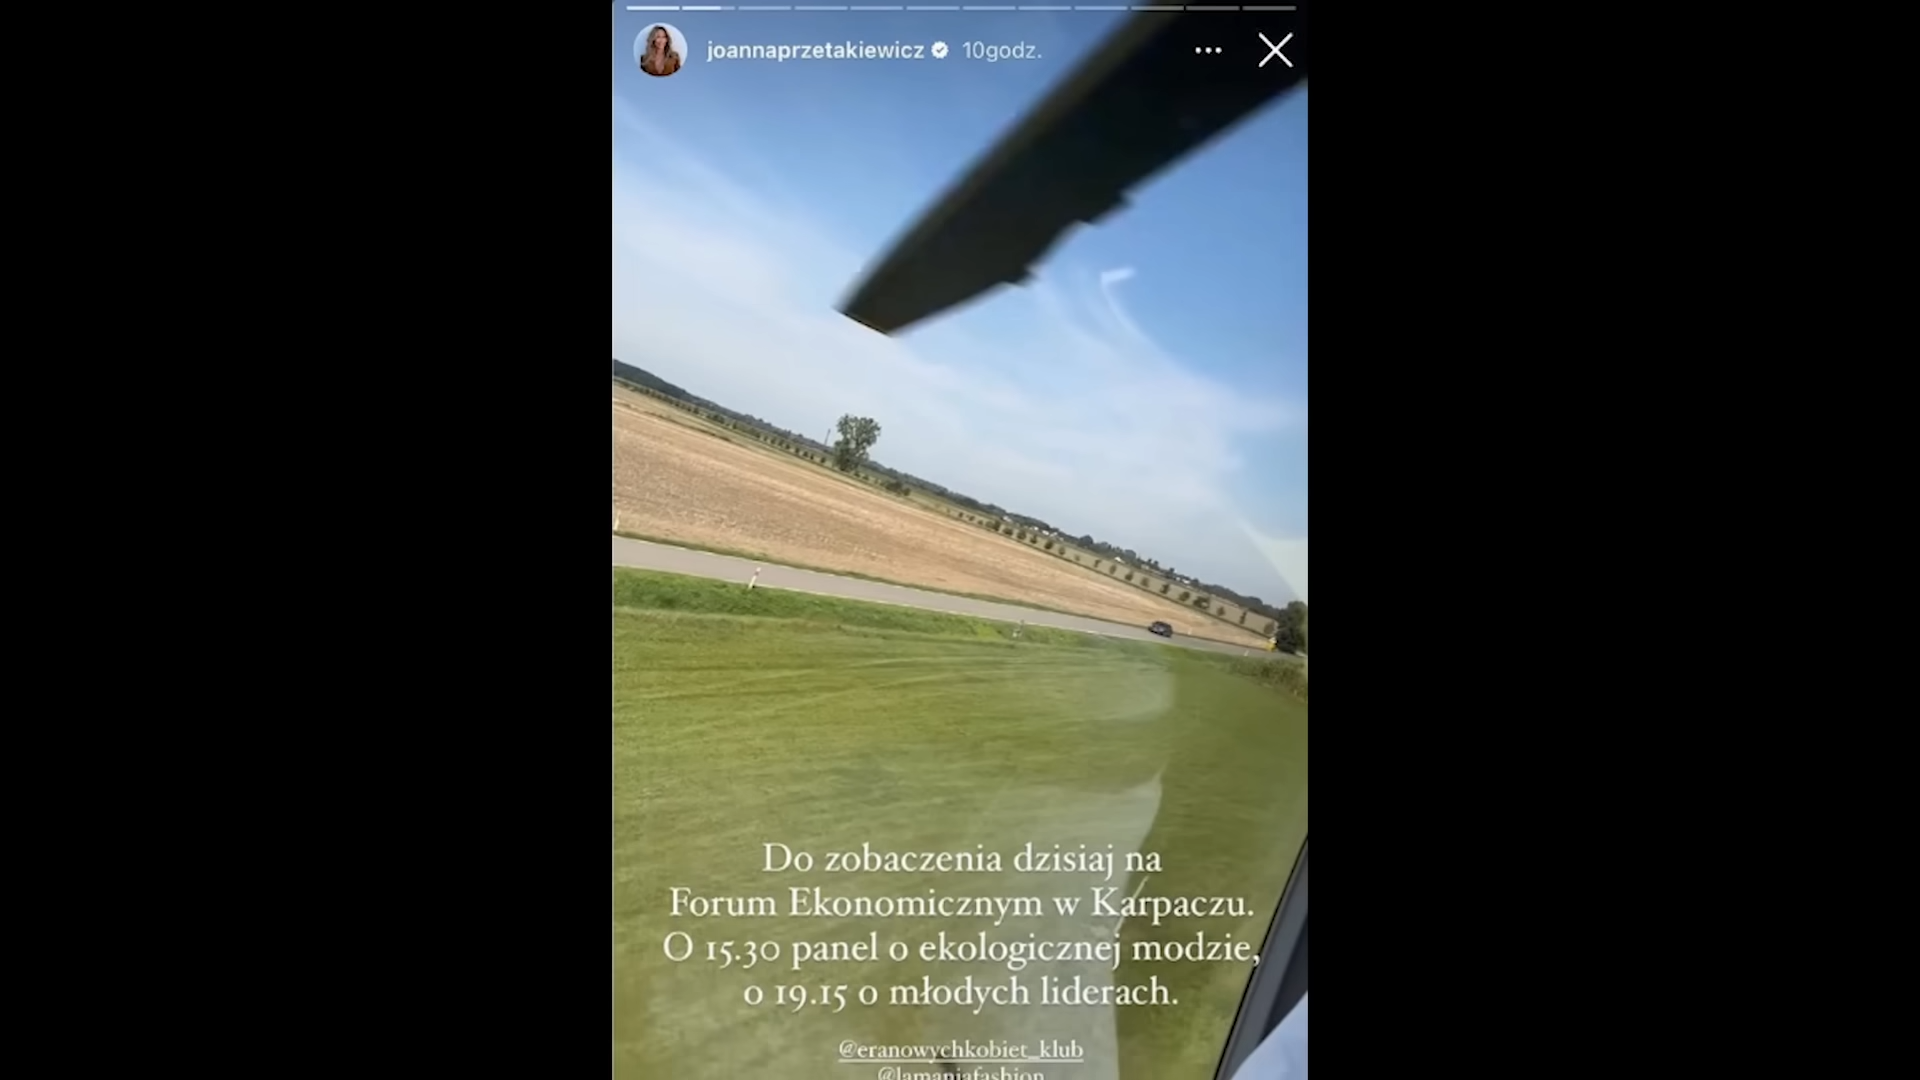 joannaprzetakiewicz 10godz.
Do zobaczenia dzisiaj na
Forum Ekonomicznym w Karpaczu.
O 15.30 panel o ekologicznej modzie,
o 19.15 o młodych liderach.
@eranowychkobiet_klub
@lamaniafashion